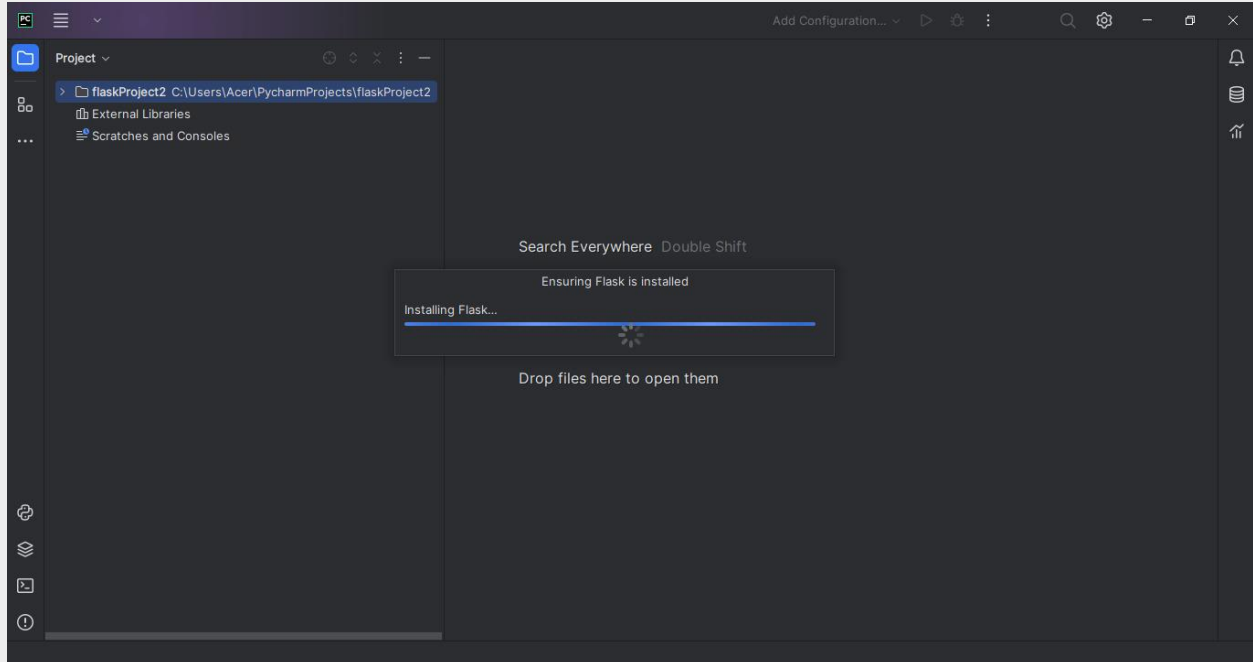 PC
Add Configuration...
Project
flaskProject2 C:\Users\Acer\PycharmProjects\flaskProject2
External Libraries
Scratches and Consoles
Search Everywhere Double Shift
Ensuring Flask is installed
Installing Flask...
Drop files here to open them